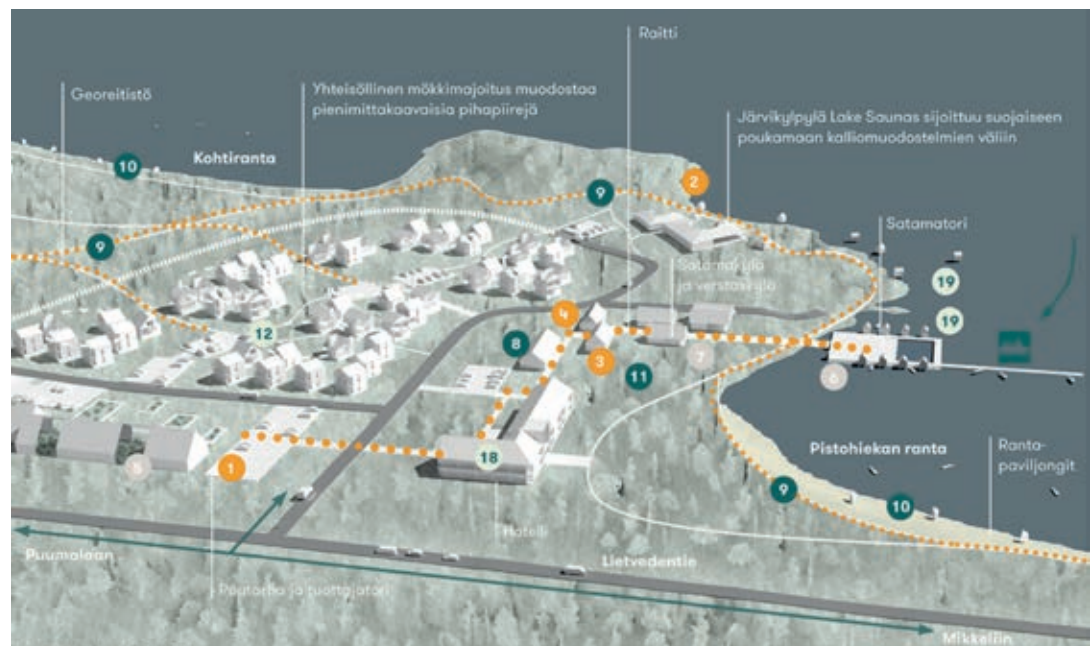 Raitti
Georeitistö
Yhteisöllinen mökkimajoitus muodostaa
pienimittakaavaisia pihapiirejä
Järvikylpylä Lake Saunas sijoittuu suojaiseen
poukamaan kalliomuodostelmien väliin
10
Kohtiranta
2
9
Satamatori
9
Satamakylä
ja verstaskylä
19
19
12
4
8
3
7
11
6
18
5
1
Pistohiekan ranta
Ranta-
paviljongit
9
10
Hotelli
Puumalaan
Lietvedentie
Puutarha ja tuottajatori
Mikkeliin